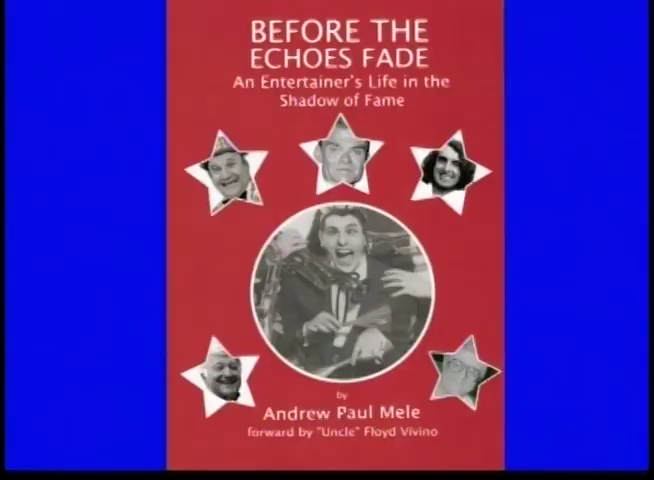 BEFORE THE
ECHOES FADE
An Entertainer's Life in the
Shadow of Fame
by
Andrew Paul Mele
forward by "Uncle" Floyd Vivino